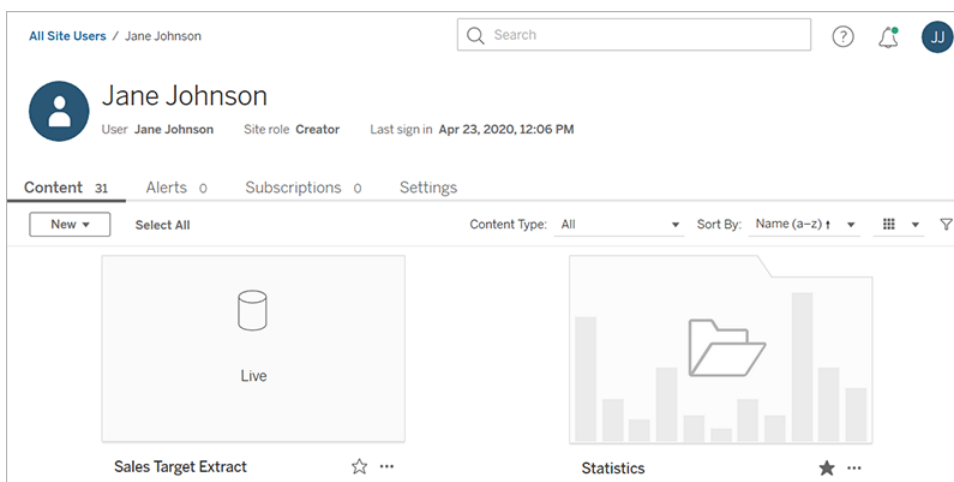 All Site Users / Jane Johnson
Search
JJ
Jane Johnson
User Jane Johnson Site role Creator Last sign in Apr 23, 2020, 12:06 PM
Content 31 Alerts 0 Subscriptions 0 Settings
New Select All Content Type: All Sort By: Name (a–z)
Live
Sales Target Extract
Statistics